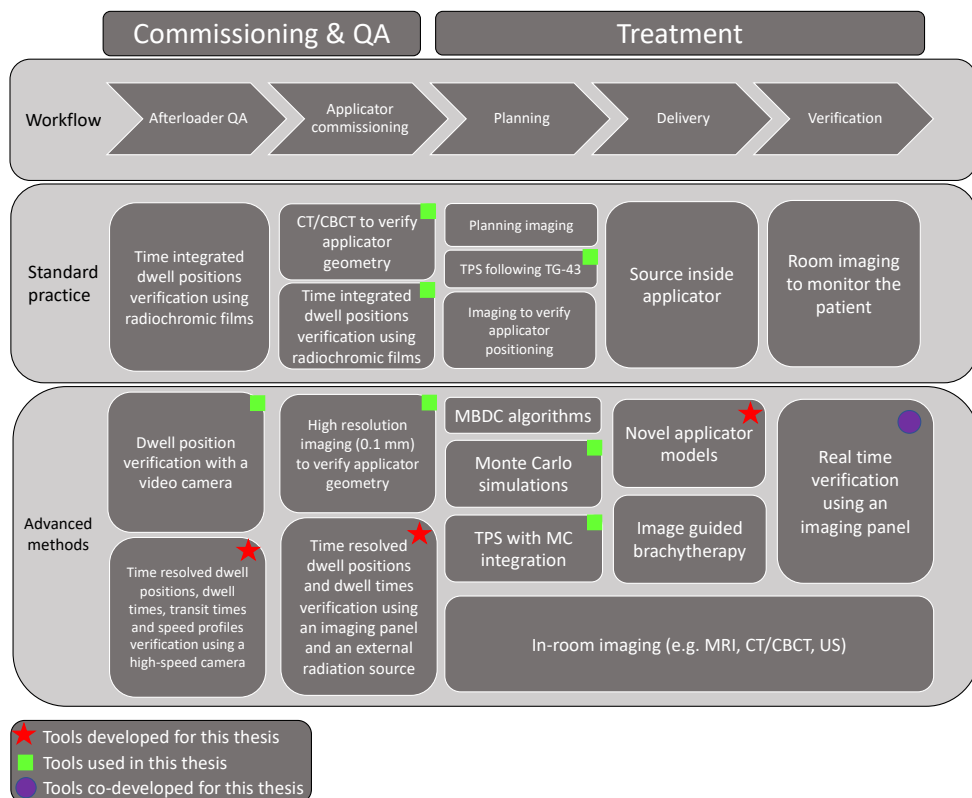 Commissioning & QA
Treatment
Workflow
Afterloader QA
Applicator
commissioning
Planning
Delivery
Verification
Standard
practice
Time integrated
dwell positions
verification using
radiochromic films
CT/CBCT to verify
applicator
geometry
Time integrated
dwell positions
verification using
radiochromic films
Planning imaging
TPS following TG-43
Imaging to verify
applicator
positioning
Source inside
applicator
Room imaging
to monitor the
patient
Advanced
methods
Dwell position
verification with a
video camera
Time resolved dwell
positions, dwell
times, transit times
and speed profiles
verification using a
high-speed camera
High resolution
imaging (0.1 mm)
to verify applicator
geometry
Time resolved
dwell positions
and dwell times
verification using
an imaging panel
and an external
radiation source
MBDC algorithms
Monte Carlo
simulations
TPS with MC
integration
Novel applicator
models
Image guided
brachytherapy
Real time
verification
using an
imaging panel
In-room imaging (e.g. MRI, CT/CBCT, US)
Tools developed for this thesis
Tools used in this thesis
Tools co-developed for this thesis